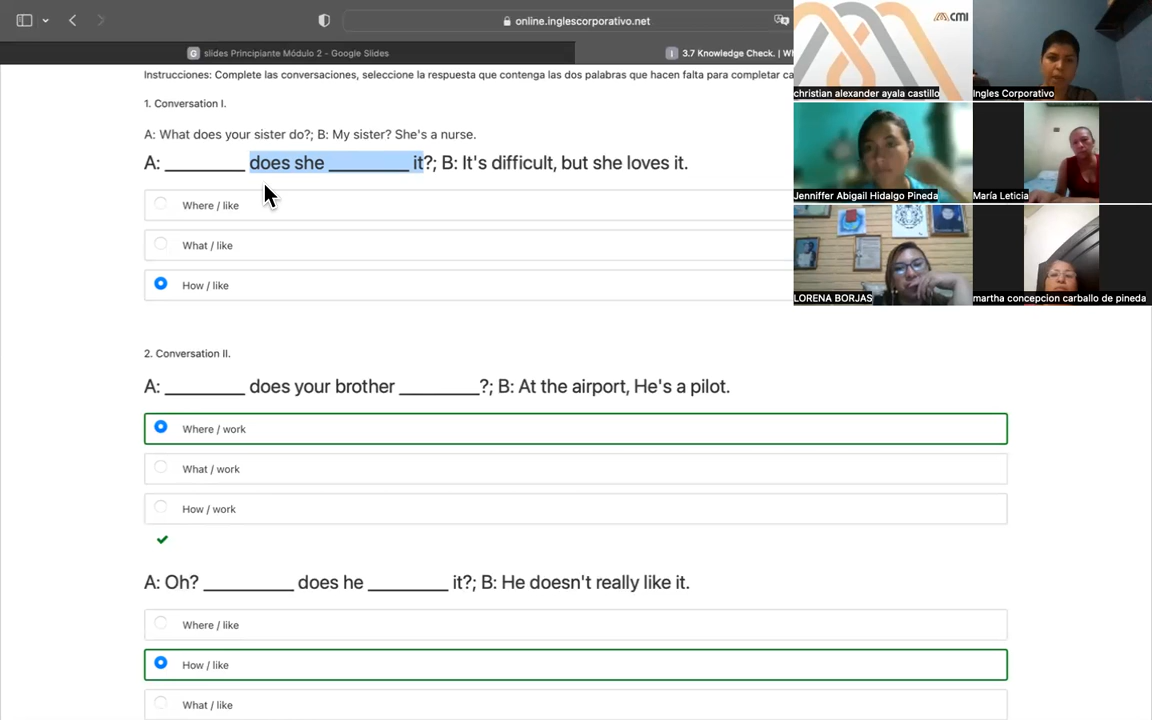 online.inglescorporativo.net
slides Principiante Módulo 2 - Google Slides
3.7 Knowledge Check. | Wh
CMI
christian alexander ayala castillo
Ingles Corporativo
Jenniffer Abigail Hidalgo Pineda
María Leticia
LORENA BORJAS
martha concepcion carballo de pineda
Instrucciones: Complete las conversaciones, seleccione la respuesta que contenga las dos palabras que hacen falta para completar ca
1. Conversation I.
A: What does your sister do?; B: My sister? She's a nurse.
A: _________ does she _________ it?; B: It's difficult, but she loves it.
Where / like
What / like
How / like
2. Conversation II.
A: _________ does your brother _________?; B: At the airport, He's a pilot.
Where / work
What / work
How / work
A: Oh? __________ does he _________ it?; B: He doesn't really like it.
Where / like
How / like
What / like